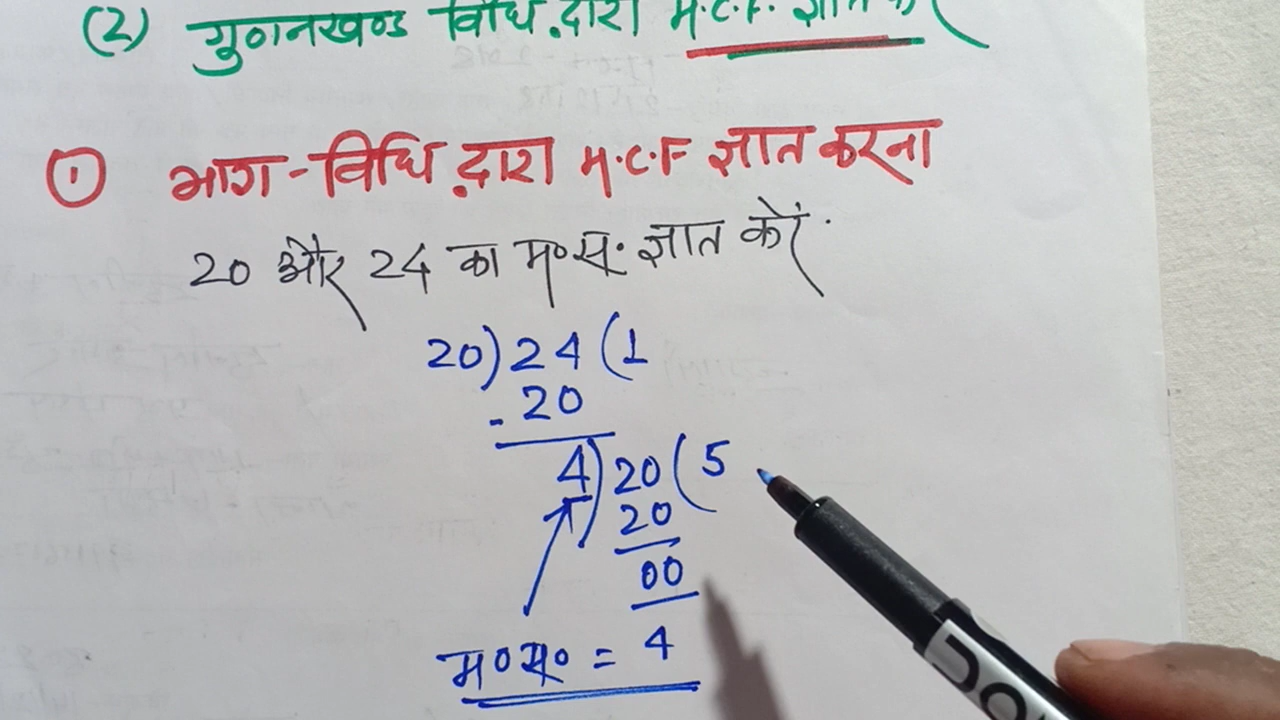 (2) गुणनखण्ड विधि द्वारा H.C.F. ज्ञात कर
① भाग-विधि द्वारा H.C.F ज्ञात करना
20 और 24 का म०स० ज्ञात करें.
20) 24 (1
- 20
4) 20 ( 5
20
00
म०स० = 4